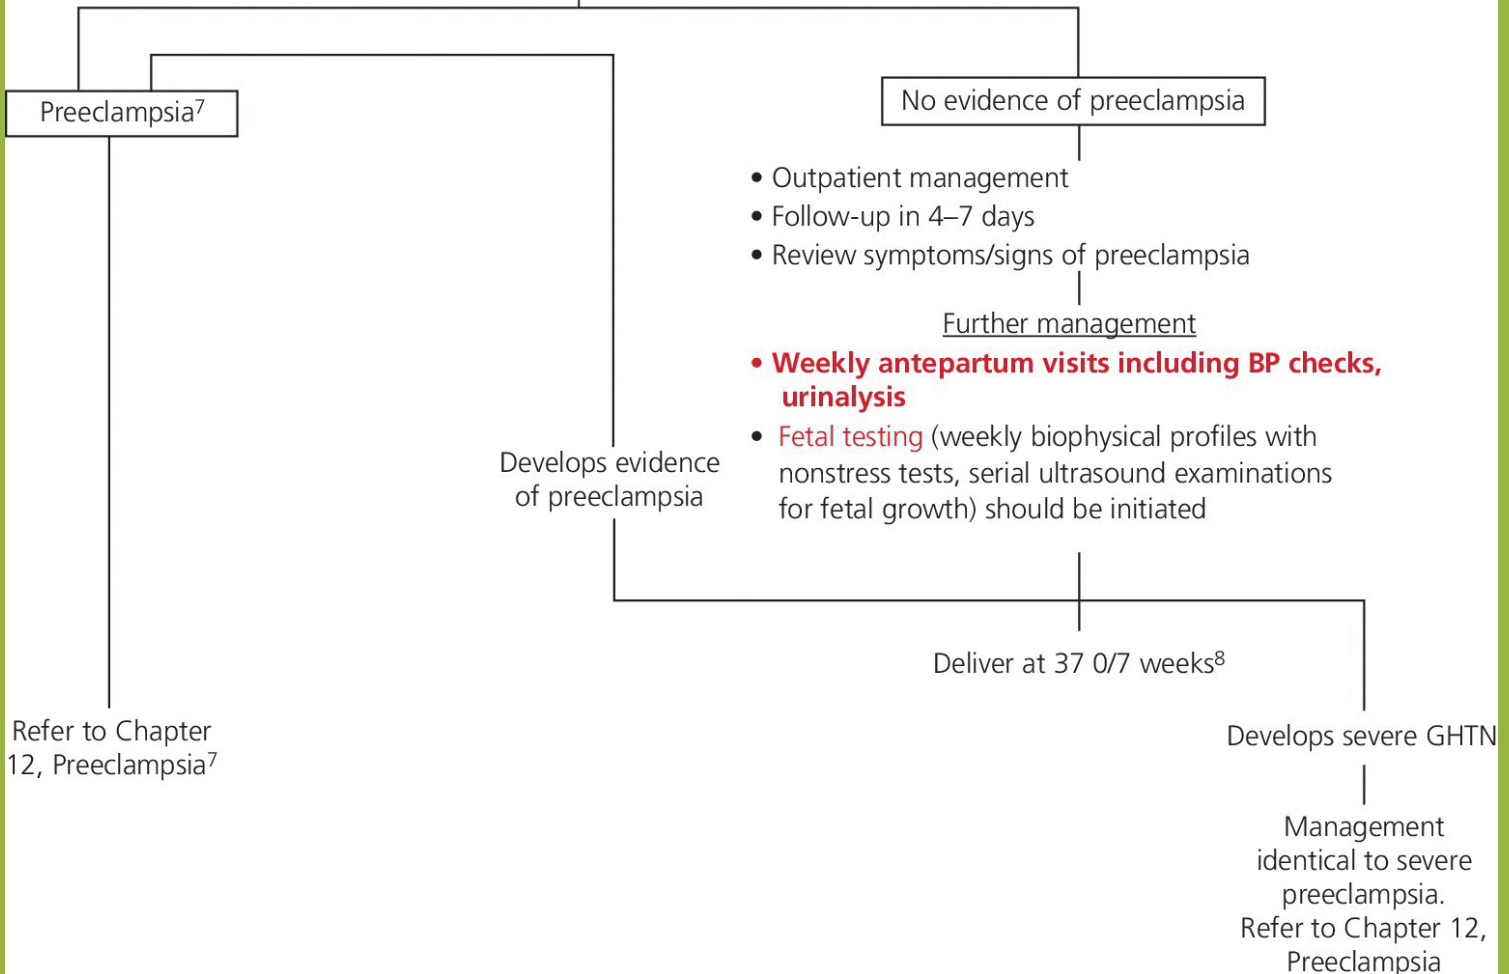 Preeclampsia7
No evidence of preeclampsia
• Outpatient management
• Follow-up in 4–7 days
• Review symptoms/signs of preeclampsia
Further management
• Weekly antepartum visits including BP checks,
urinalysis
• Fetal testing (weekly biophysical profiles with
nonstress tests, serial ultrasound examinations
for fetal growth) should be initiated
Develops evidence
of preeclampsia
Deliver at 37 0/7 weeks8
Refer to Chapter
12, Preeclampsia7
Develops severe GHTN
Management
identical to severe
preeclampsia.
Refer to Chapter 12,
Preeclampsia